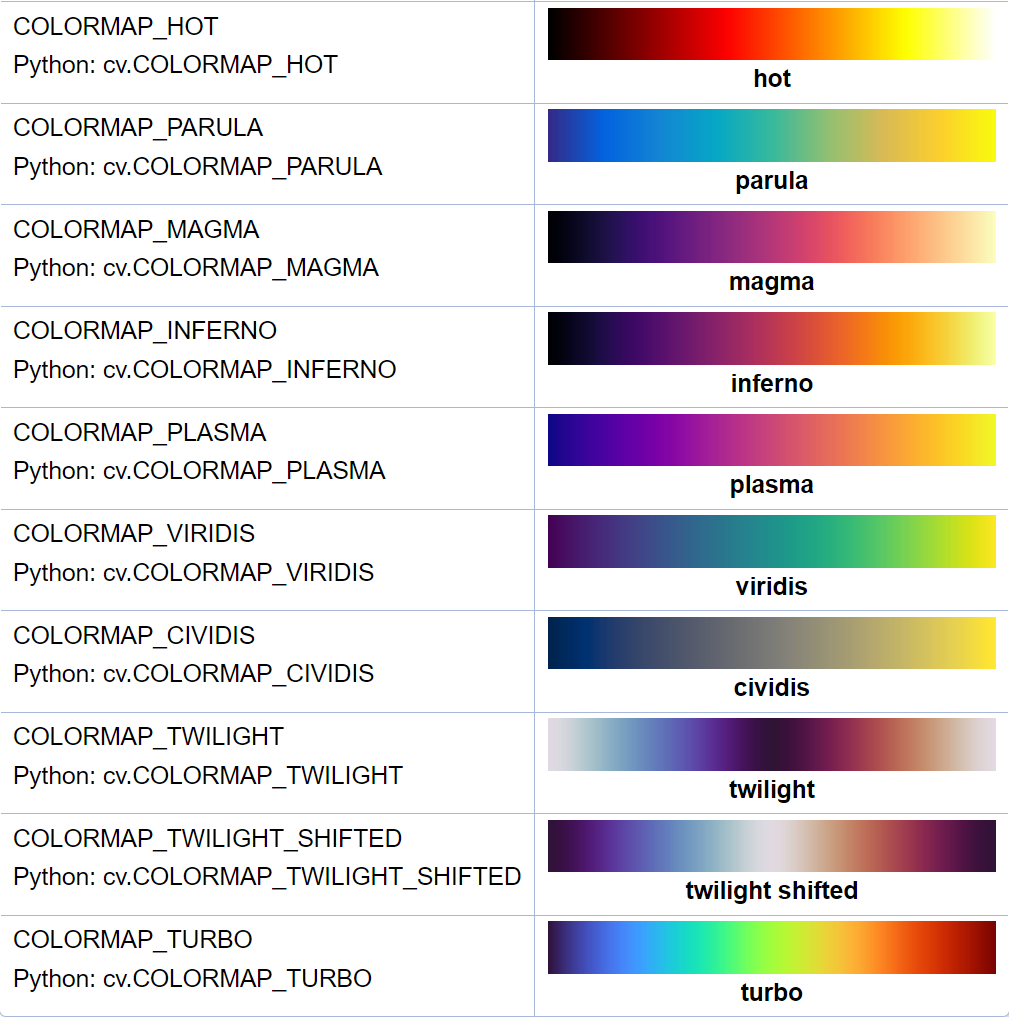 COLORMAP_HOT
Python: cv.COLORMAP_HOT
hot
COLORMAP_PARULA
Python: cv.COLORMAP_PARULA
parula
COLORMAP_MAGMA
Python: cv.COLORMAP_MAGMA
magma
COLORMAP_INFERNO
Python: cv.COLORMAP_INFERNO
inferno
COLORMAP_PLASMA
Python: cv.COLORMAP_PLASMA
plasma
COLORMAP_VIRIDIS
Python: cv.COLORMAP_VIRIDIS
viridis
COLORMAP_CIVIDIS
Python: cv.COLORMAP_CIVIDIS
cividis
COLORMAP_TWILIGHT
Python: cv.COLORMAP_TWILIGHT
twilight
COLORMAP_TWILIGHT_SHIFTED
Python: cv.COLORMAP_TWILIGHT_SHIFTED
twilight shifted
COLORMAP_TURBO
Python: cv.COLORMAP_TURBO
turbo